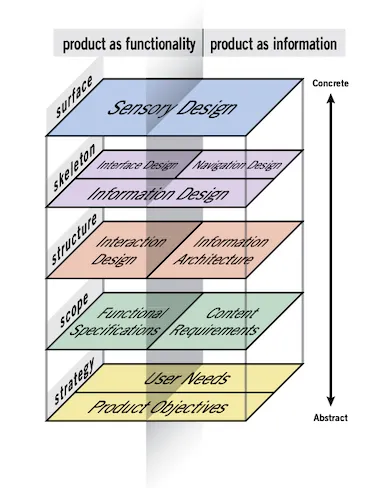 product as functionality
product as information
Concrete
surface
Sensory Design
skeleton
Interface Design
Navigation Design
Information Design
structure
Interaction
Design
Information
Architecture
scope
Functional
Specifications
Content
Requirements
strategy
User Needs
Product Objectives
Abstract